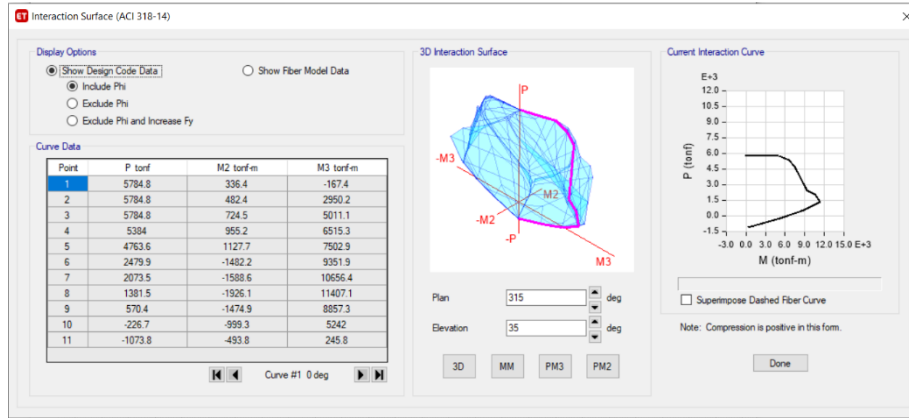 ET Interaction Surface (ACI 318-14)
Display Options
Show Design Code Data
Show Fiber Model Data
Include Phi
Exclude Phi
Exclude Phi and Increase Fy
Curve Data
Point P tonf M2 tonf-m M3 tonf-m
1 5784.8 336.4 -167.4
2 5784.8 482.4 2950.2
3 5784.8 724.5 5011.1
4 5384 955.2 6515.3
5 4763.6 1127.7 7502.9
6 2479.9 -1482.2 9351.9
7 2073.5 -1588.6 10656.4
8 1381.5 -1926.1 11407.1
9 570.4 -1474.9 8857.3
10 -226.7 -999.3 5242
11 -1073.8 -493.8 245.8
Curve #1 0 deg
3D Interaction Surface
P
-M3
M2
-M2
-P
M3
Plan 315 deg
Elevation 35 deg
3D MM PM3 PM2
Current Interaction Curve
E+3
12.0
10.5
9.0
7.5
6.0
4.5
3.0
1.5
0.0
-1.5
P (tonf)
-3.0 0.0 3.0 6.0 9.0 12.0 15.0 E+3
M (tonf-m)
Superimpose Dashed Fiber Curve
Note: Compression is positive in this form.
Done